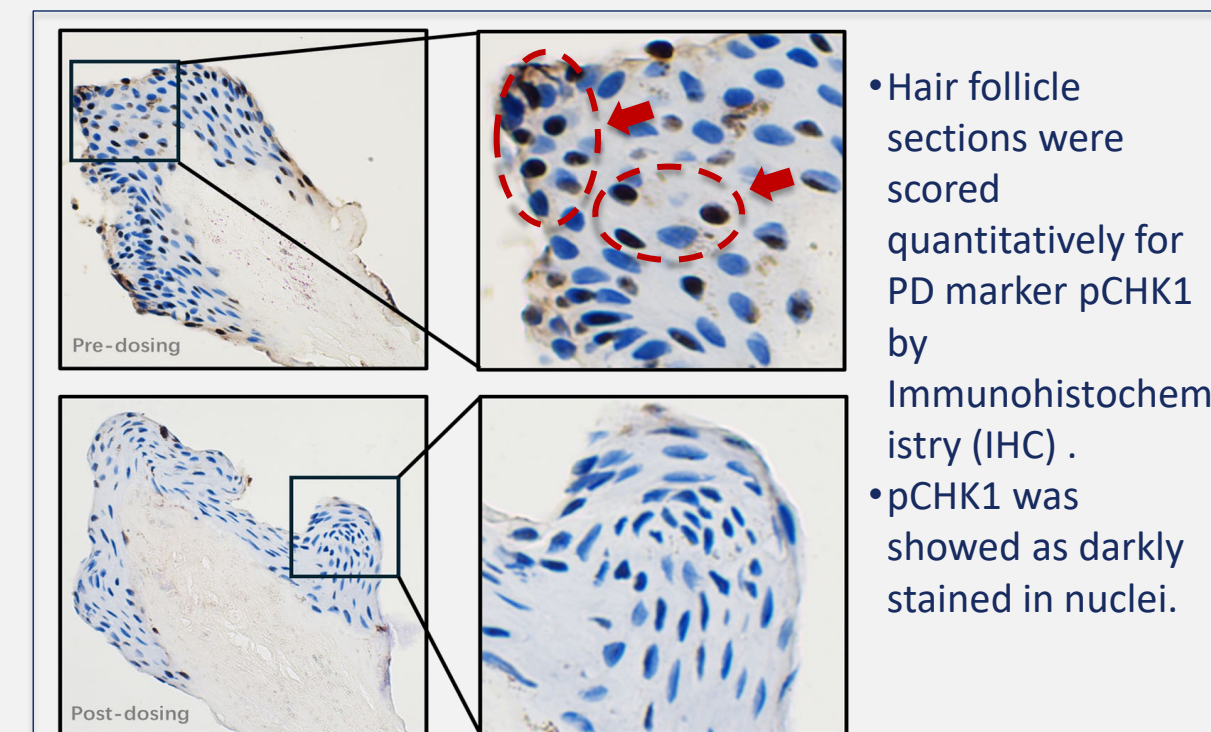 Pre-dosing
Post-dosing
•Hair follicle
sections were
scored
quantitatively for
PD marker pCHK1
by
Immunohistochem
istry (IHC) .
•pCHK1 was
showed as darkly
stained in nuclei.